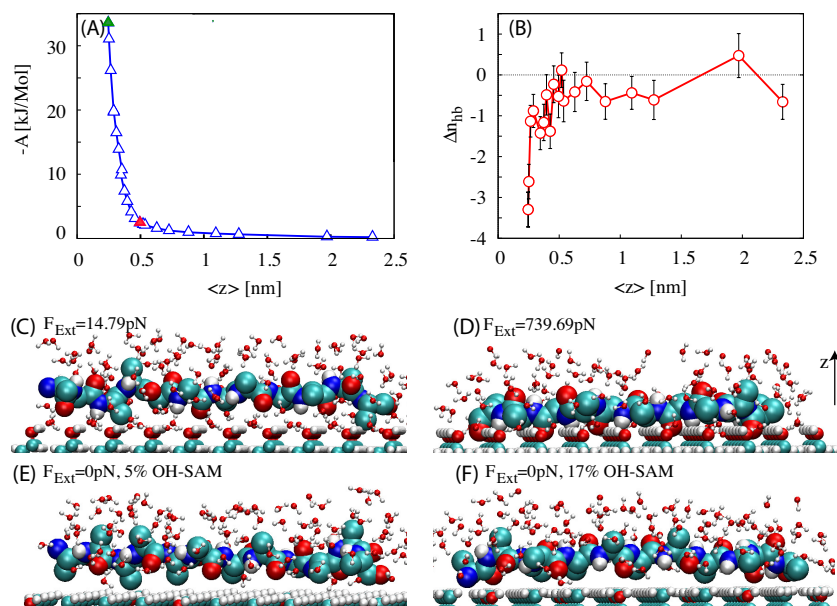 (A)
-A [kJ/Mol]
30
20
10
0
0 0.5 1 1.5 2 2.5
<z> [nm]
(B)
Δn_hb
1
0
-1
-2
-3
-4
0 0.5 1 1.5 2 2.5
<z> [nm]
(C) F_Ext=14.79pN
(D) F_Ext=739.69pN
z
(E) F_Ext=0pN, 5% OH-SAM
(F) F_Ext=0pN, 17% OH-SAM